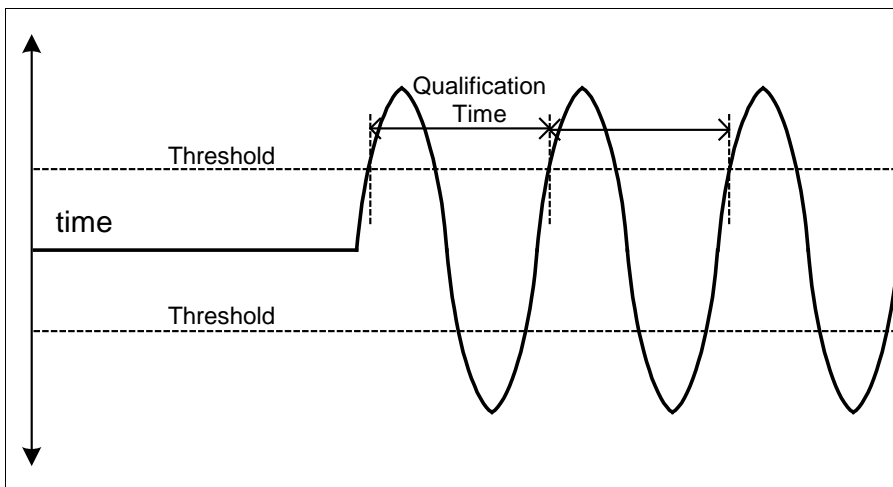 Qualification
Time
Threshold
time
Threshold